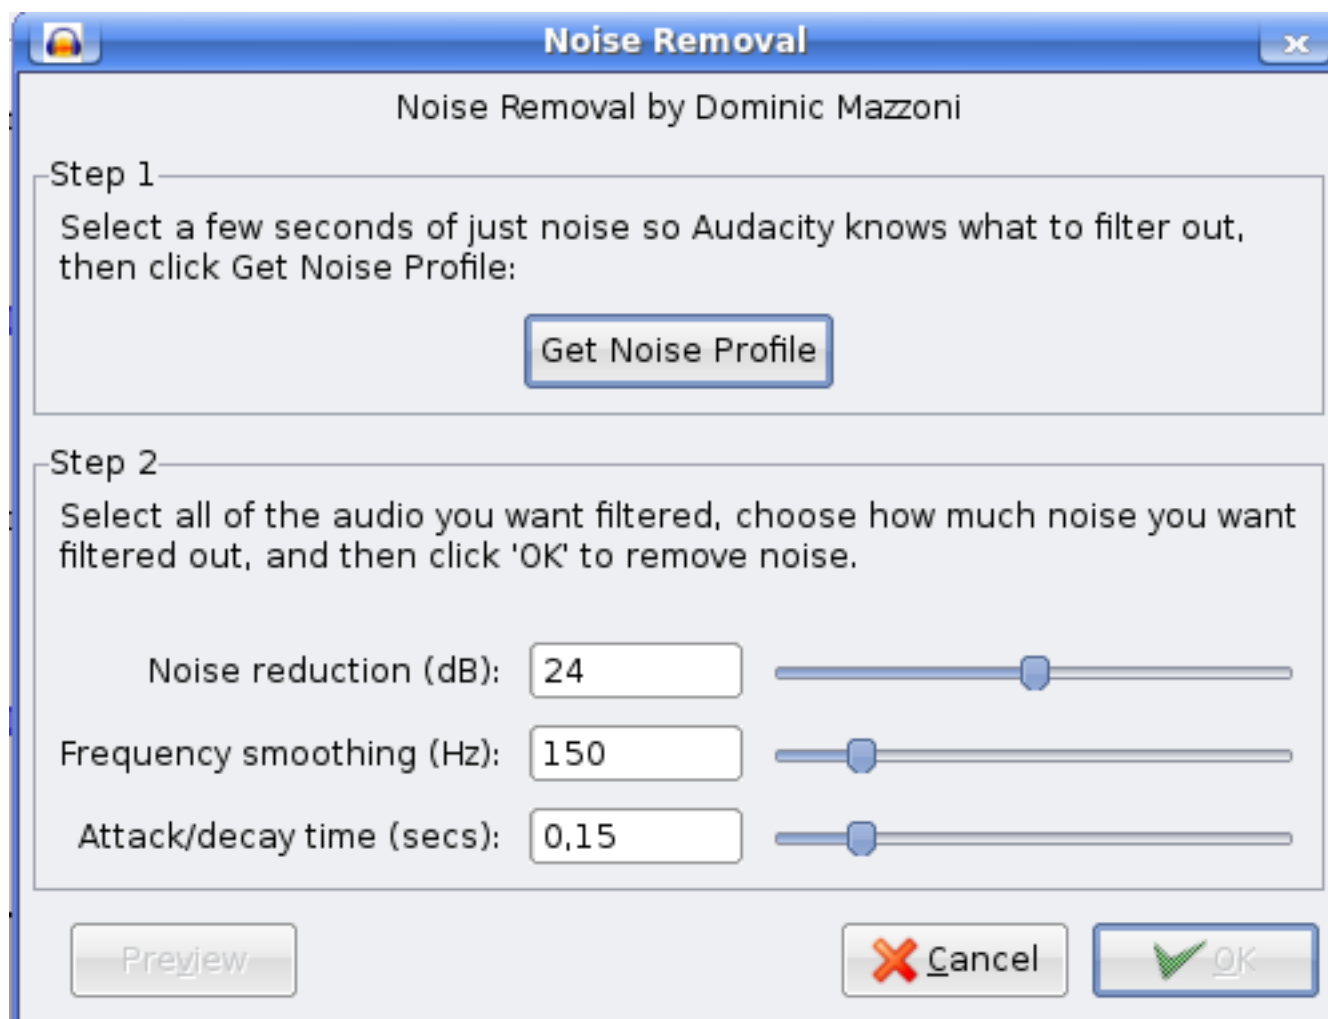 Noise Removal
Noise Removal by Dominic Mazzoni
Step 1
Select a few seconds of just noise so Audacity knows what to filter out,
then click Get Noise Profile:
Get Noise Profile
Step 2
Select all of the audio you want filtered, choose how much noise you want
filtered out, and then click 'OK' to remove noise.
Noise reduction (dB): 24
Frequency smoothing (Hz): 150
Attack/decay time (secs): 0,15
Preview Cancel OK